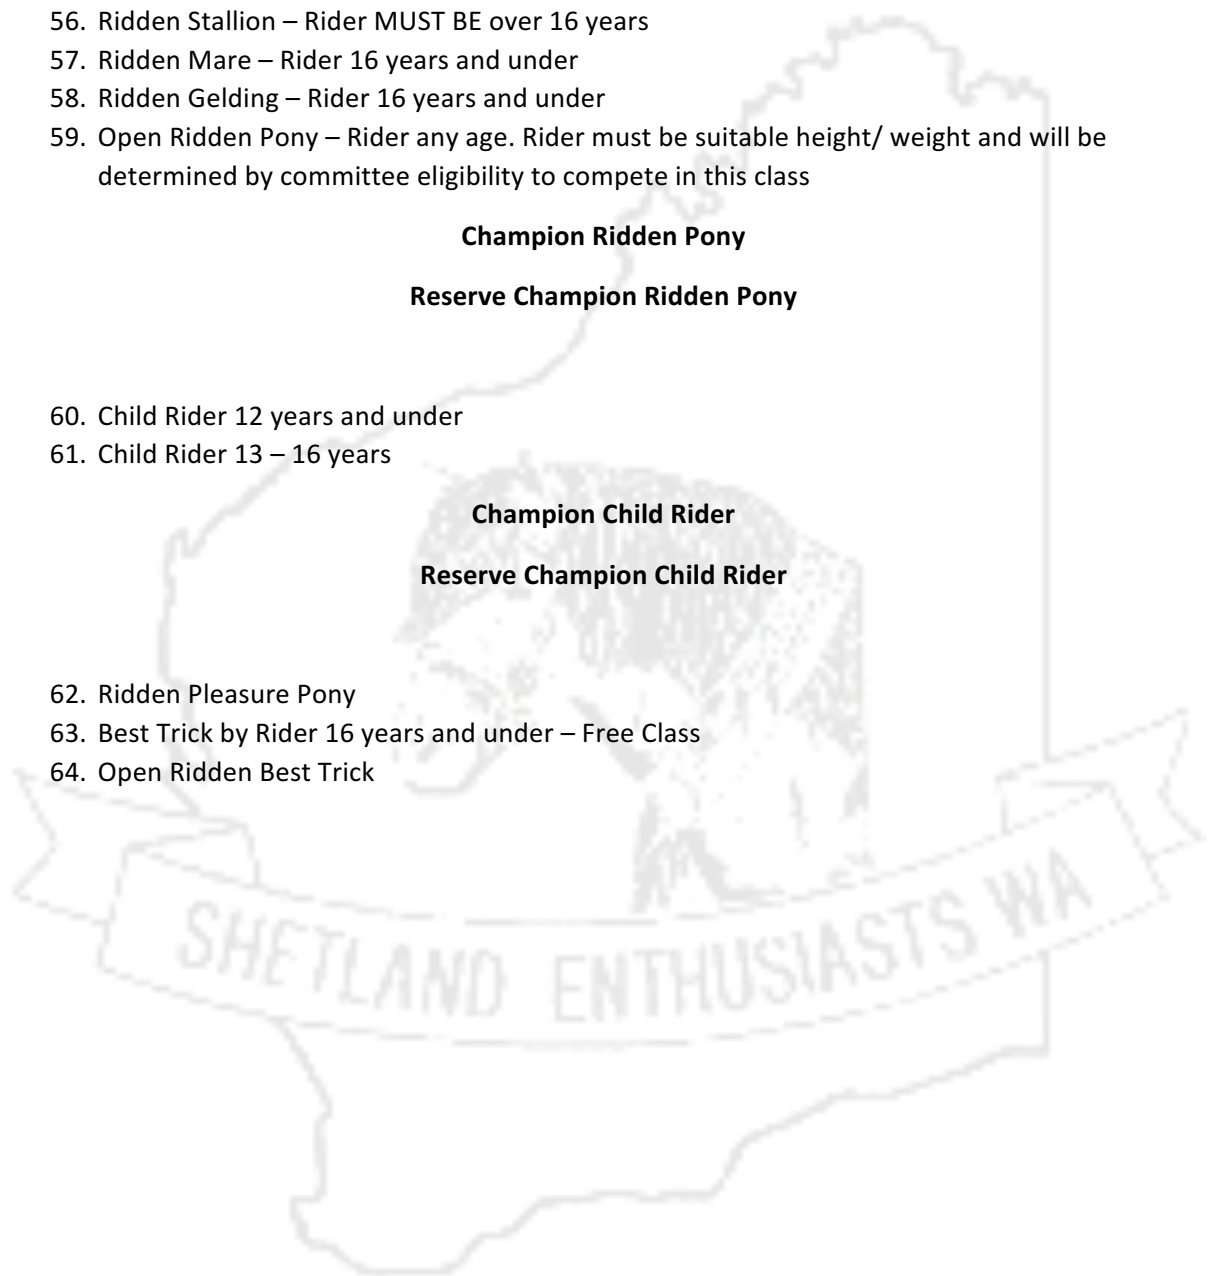 56. Ridden Stallion – Rider MUST BE over 16 years
57. Ridden Mare – Rider 16 years and under
58. Ridden Gelding – Rider 16 years and under
59. Open Ridden Pony – Rider any age. Rider must be suitable height/ weight and will be
determined by committee eligibility to compete in this class
Champion Ridden Pony
Reserve Champion Ridden Pony
60. Child Rider 12 years and under
61. Child Rider 13 – 16 years
Champion Child Rider
Reserve Champion Child Rider
62. Ridden Pleasure Pony
63. Best Trick by Rider 16 years and under – Free Class
64. Open Ridden Best Trick
SHETLAND ENTHUSIASTS WA